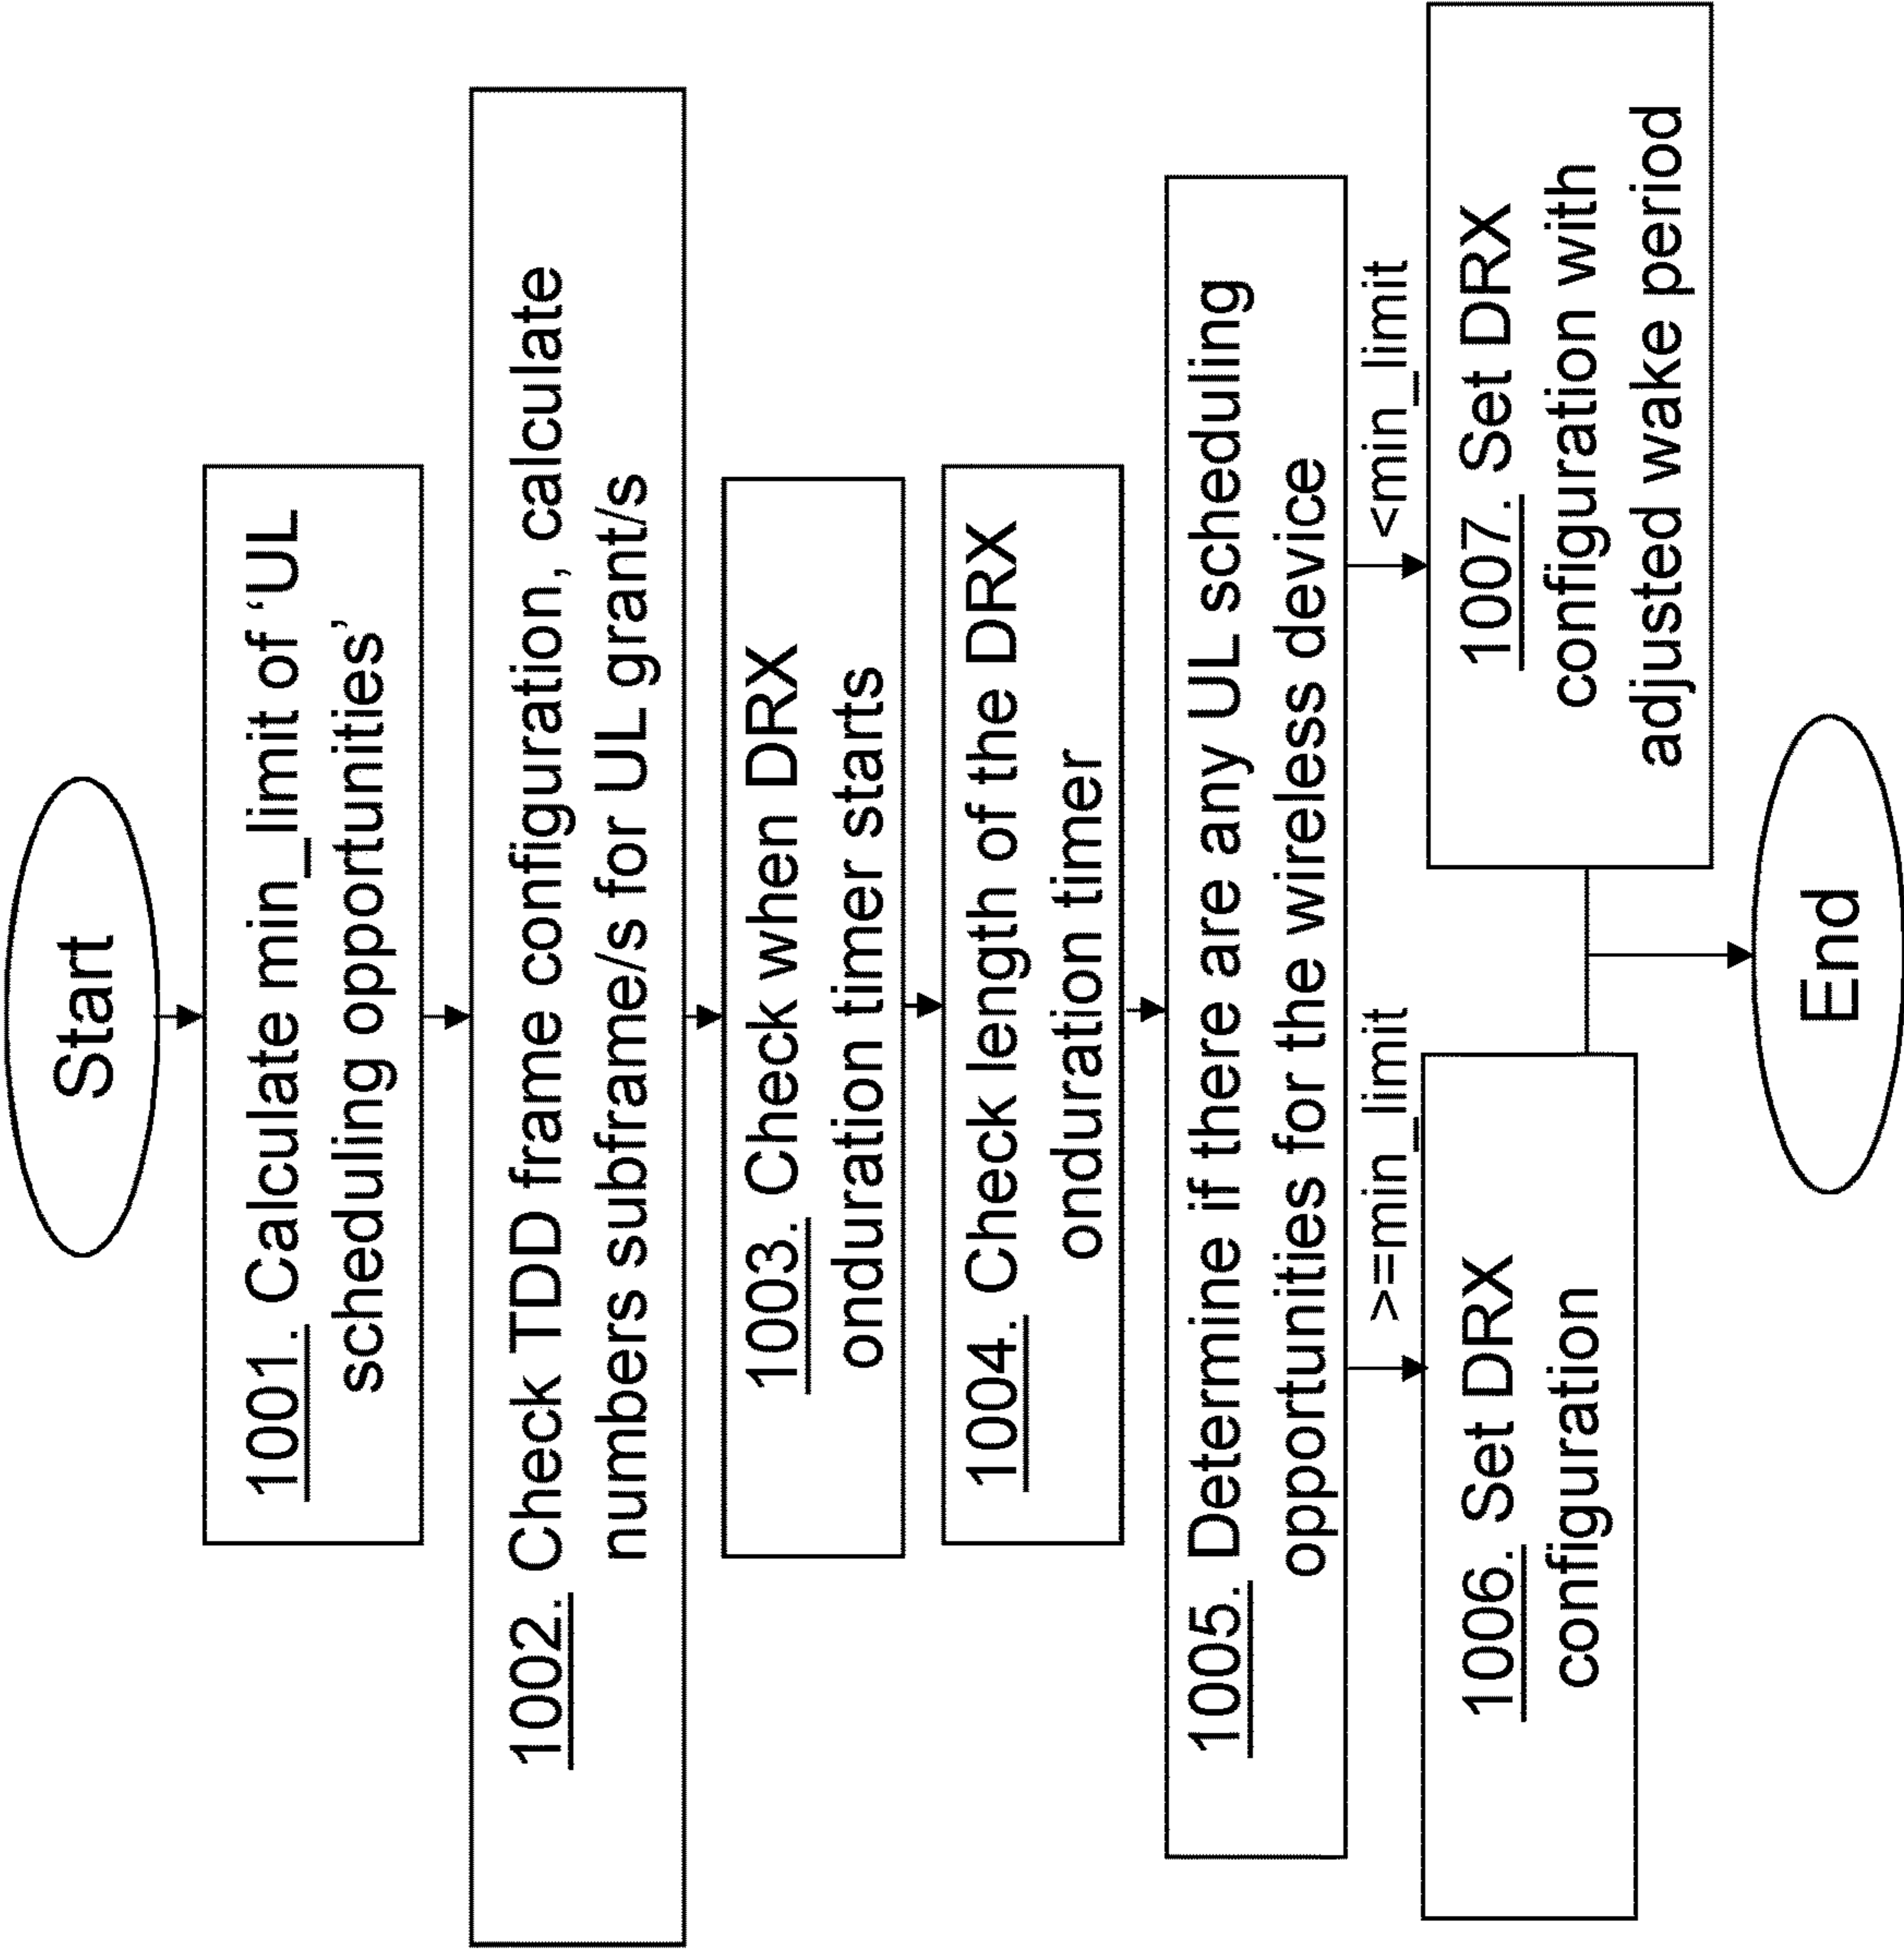 Start
1001. Calculate min_limit of ‘UL
scheduling opportunities’
1002. Check TDD frame configuration, calculate
numbers subframe/s for UL grant/s
1003. Check when DRX
onduration timer starts
1004. Check length of the DRX
onduration timer
1005. Determine if there are any UL scheduling
opportunities for the wireless device
>=min_limit
<min_limit
1006. Set DRX
configuration
1007. Set DRX
configuration with
adjusted wake period
End